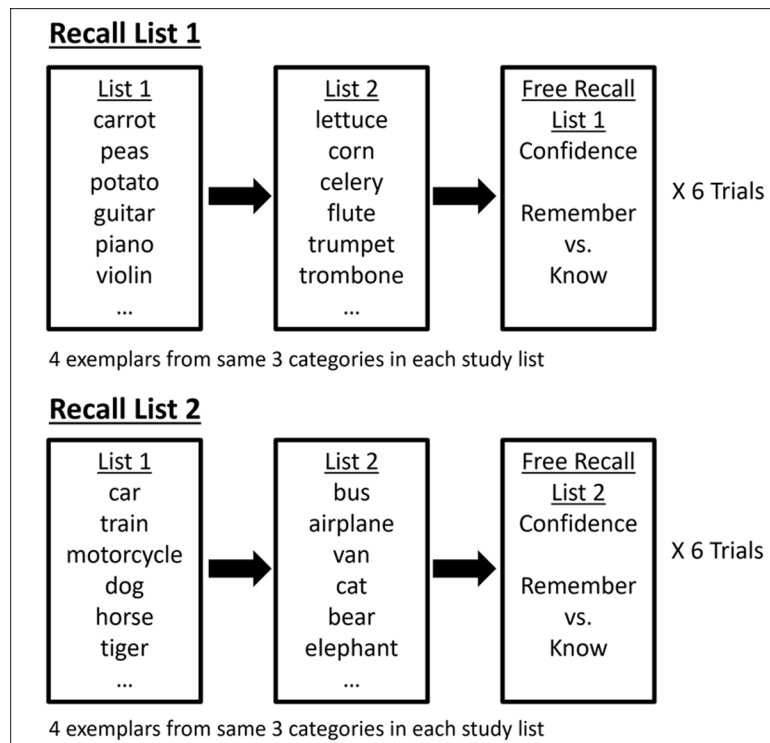 Recall List 1
List 1
carrot
peas
potato
guitar
piano
violin
...
List 2
lettuce
corn
celery
flute
trumpet
trombone
...
Free Recall
List 1
Confidence
Remember
vs.
Know
X 6 Trials
4 exemplars from same 3 categories in each study list
Recall List 2
List 1
car
train
motorcycle
dog
horse
tiger
...
List 2
bus
airplane
van
cat
bear
elephant
...
Free Recall
List 2
Confidence
Remember
vs.
Know
X 6 Trials
4 exemplars from same 3 categories in each study list